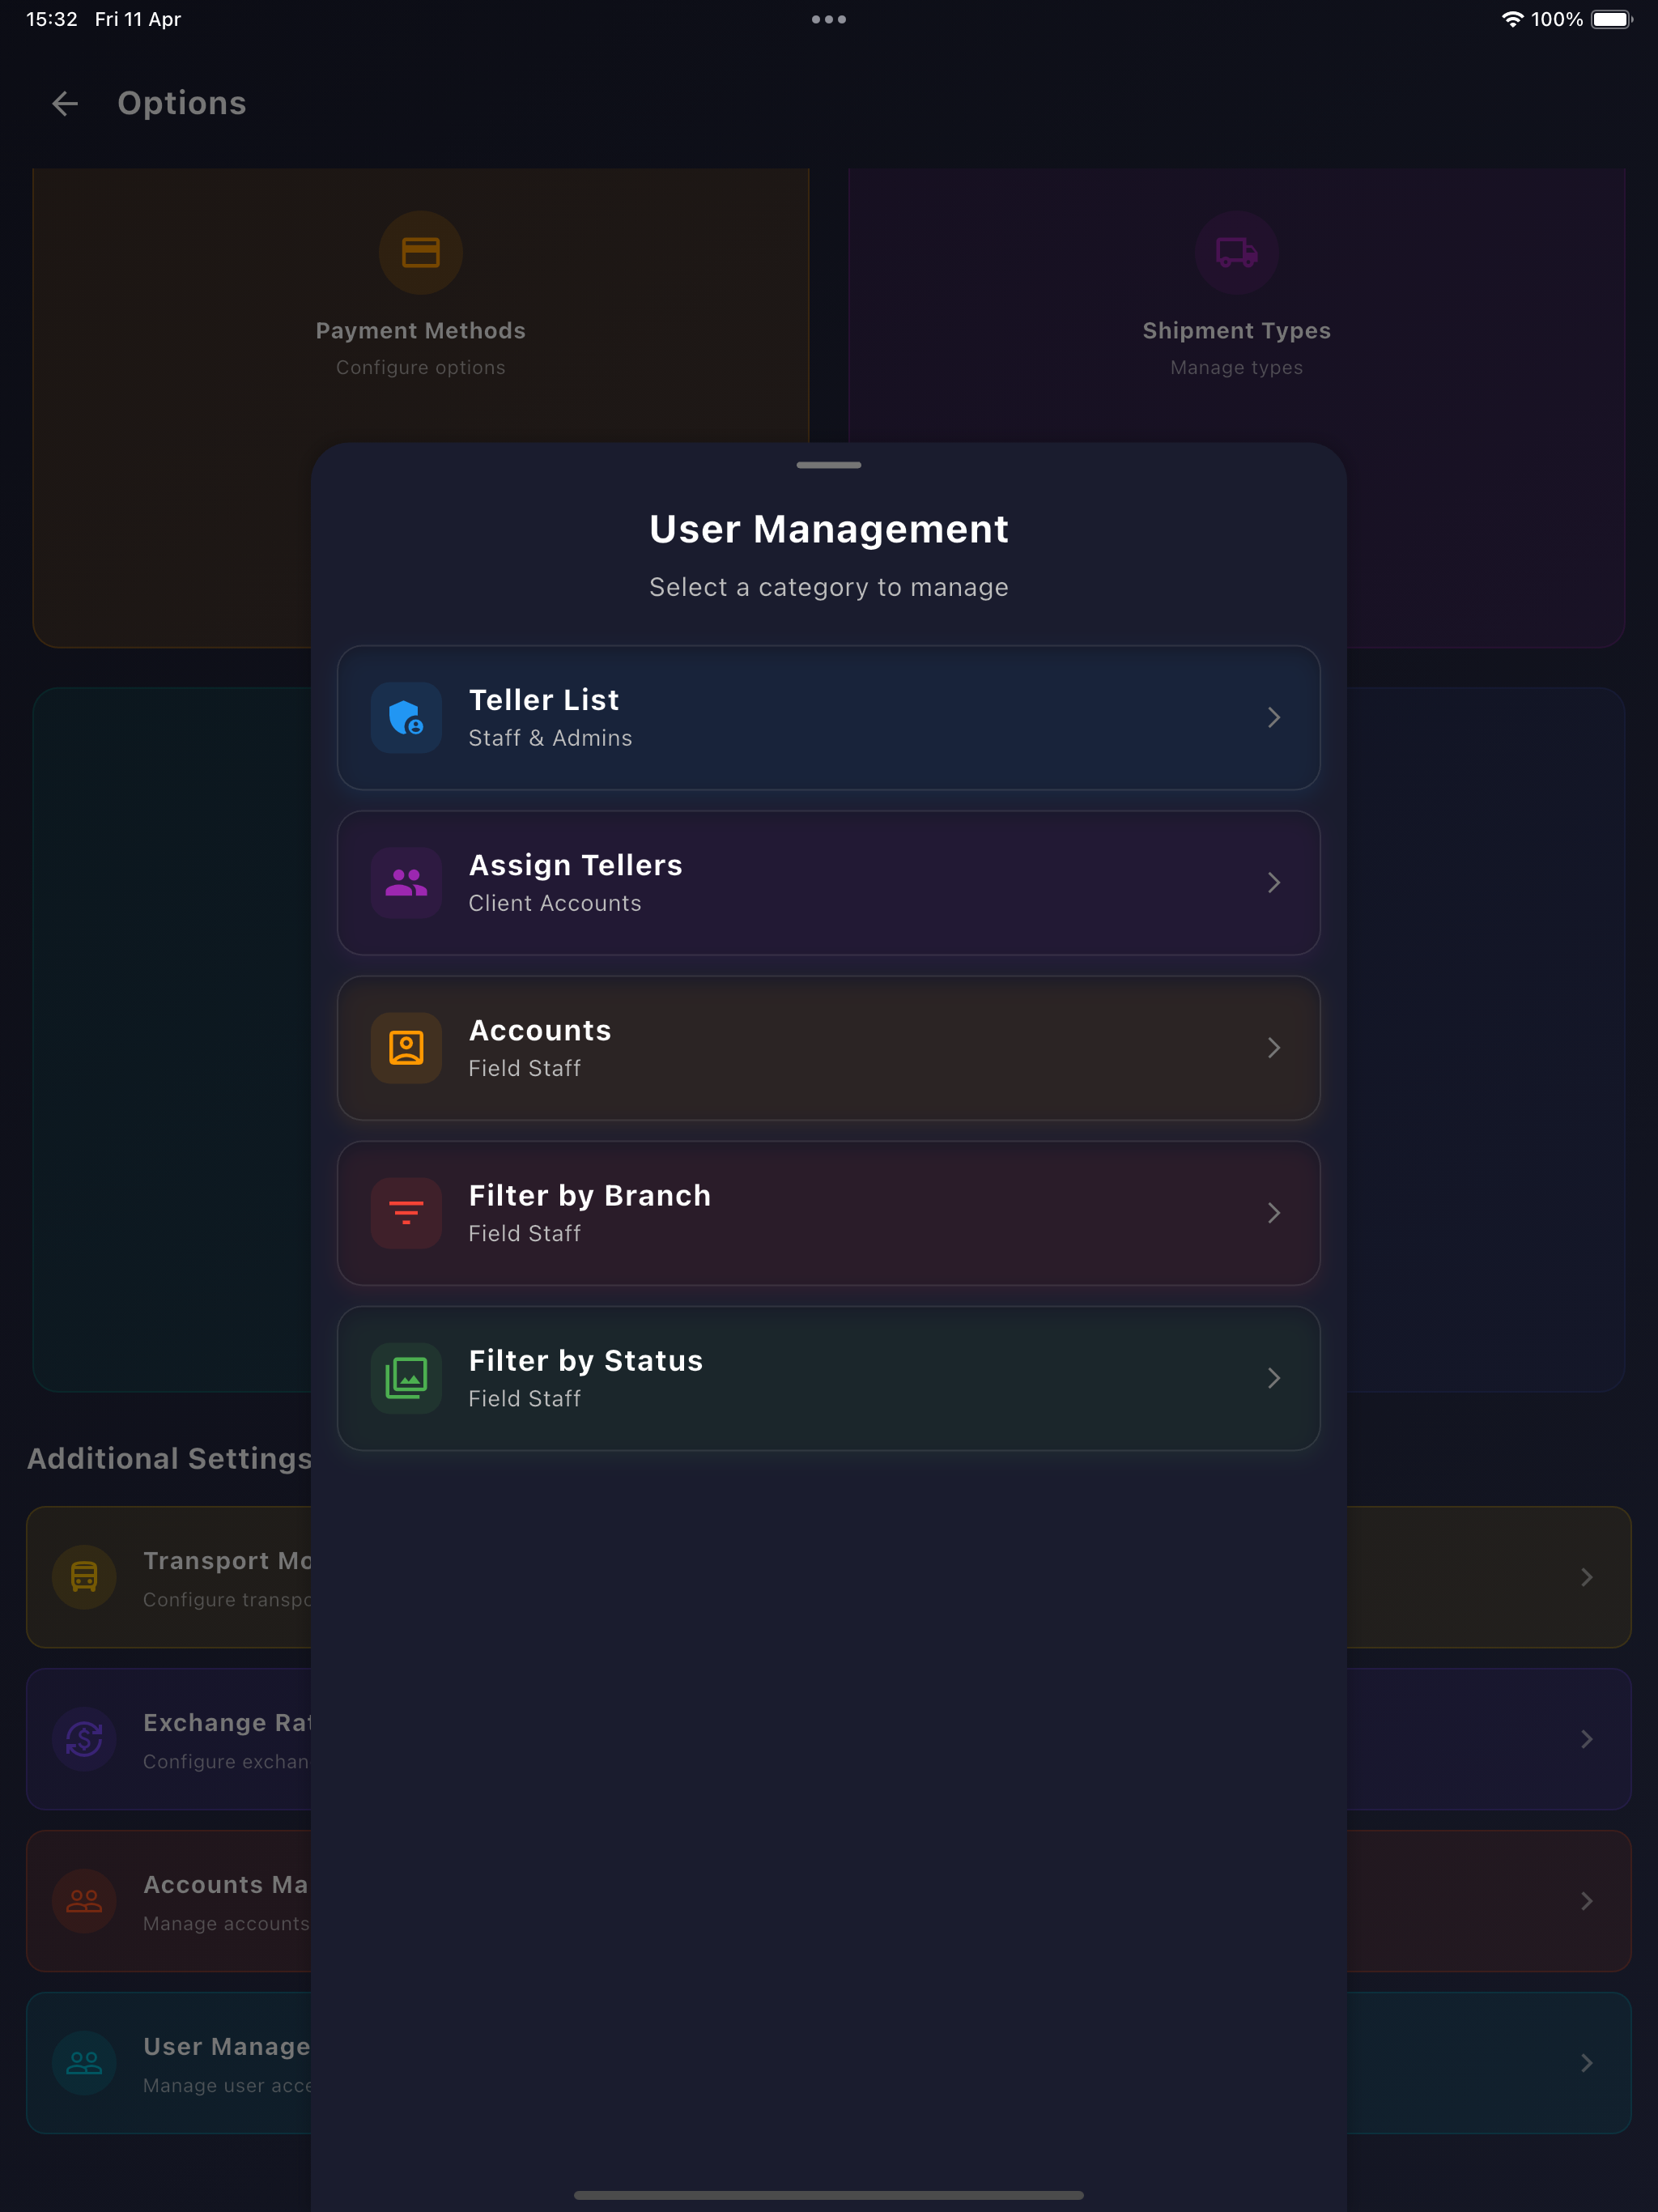 15:32 Fri 11 Apr
100%
Options
Payment Methods
Configure options
Shipment Types
Manage types
User Management
Select a category to manage
Teller List
Staff & Admins
Assign Tellers
Client Accounts
Accounts
Field Staff
Filter by Branch
Field Staff
Filter by Status
Field Staff
Additional Settings
Transport Mo
Configure transpo
Exchange Rat
Configure exchan
Accounts Ma
Manage accounts
User Manage
Manage user acce